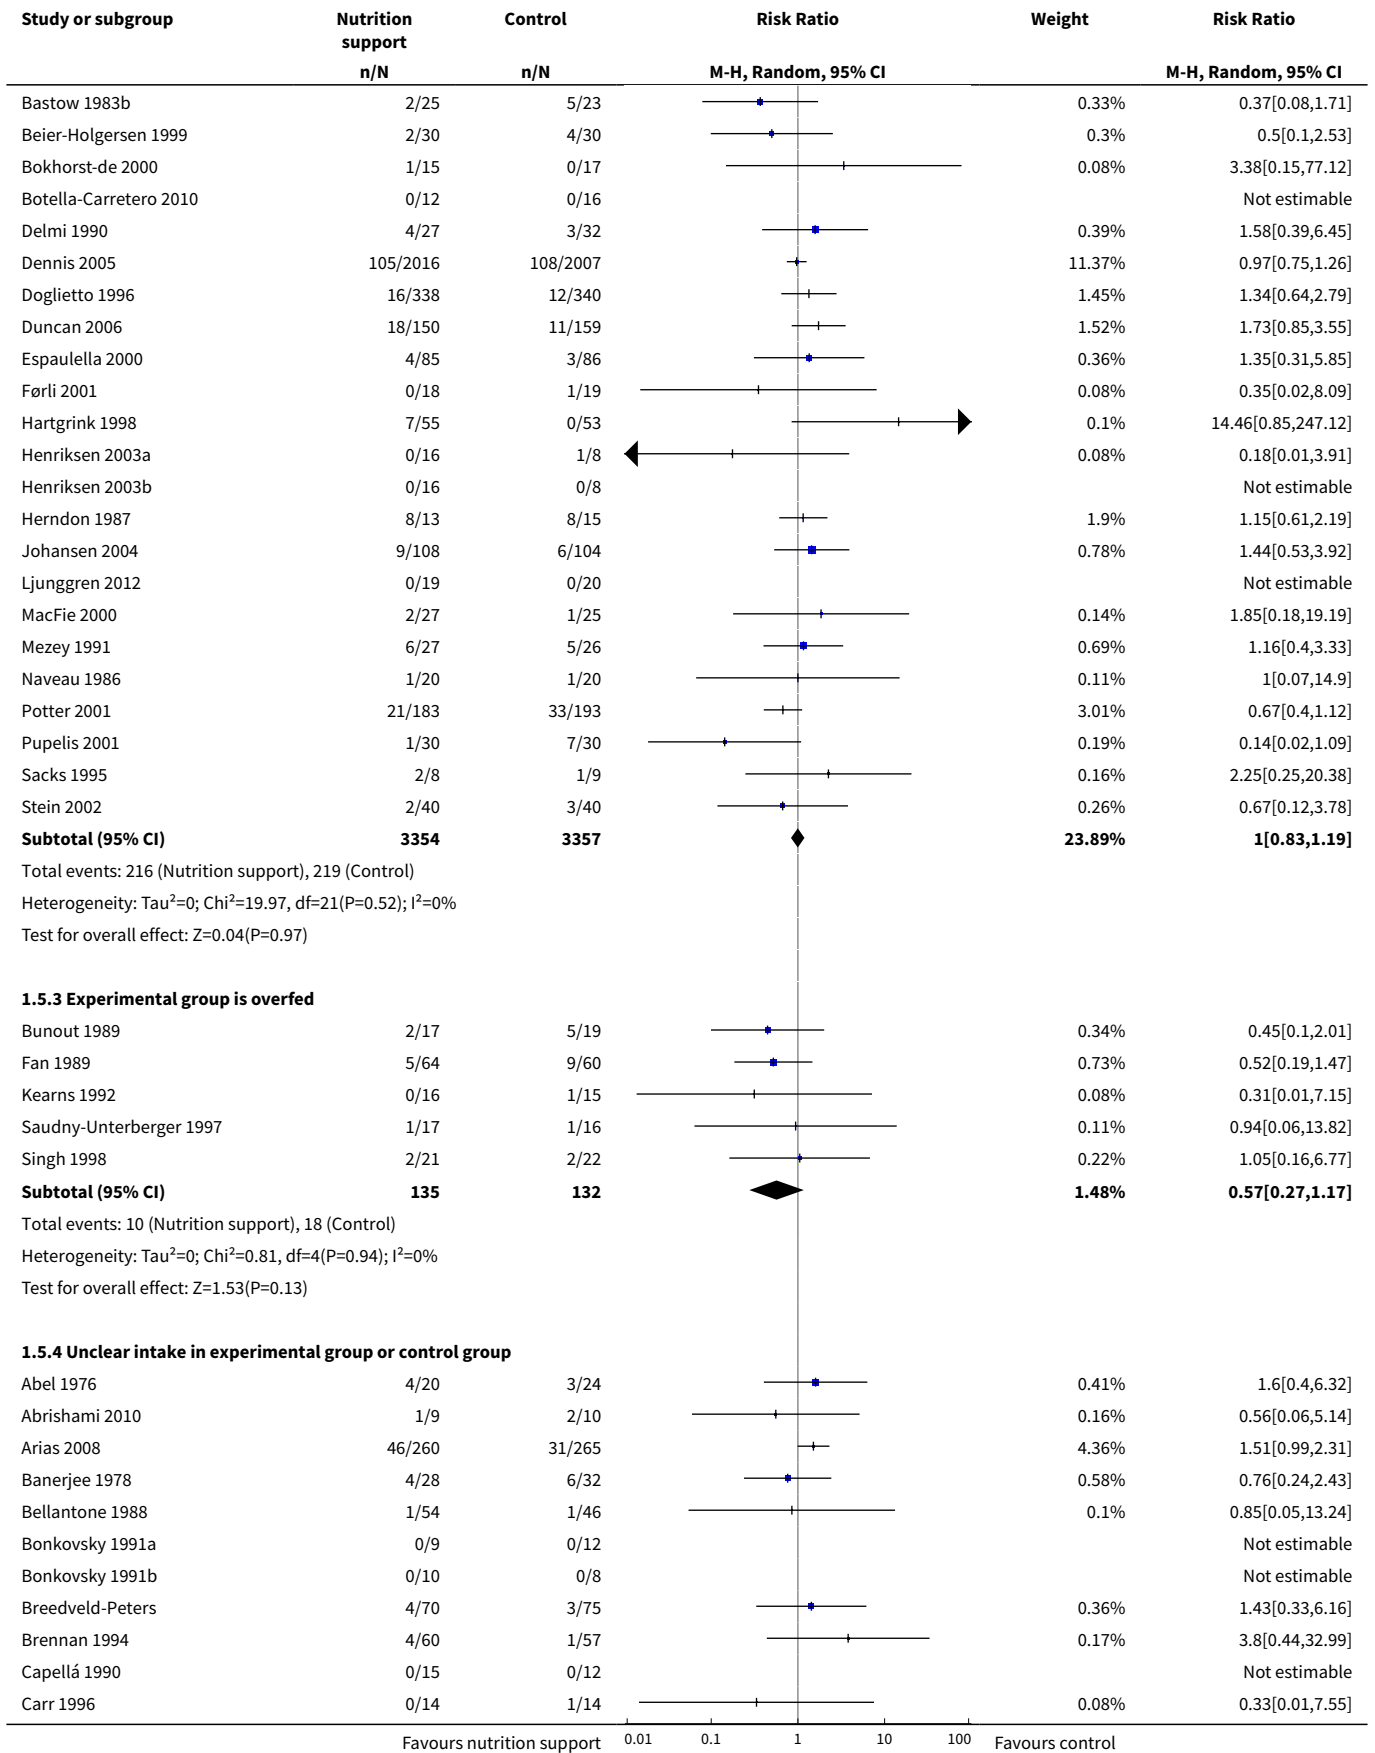 Study or subgroup Nutrition support Control Risk Ratio Weight Risk Ratio
n/N n/N M-H, Random, 95% CI M-H, Random, 95% CI
Bastow 1983b 2/25 5/23 0.33% 0.37[0.08,1.71]
Beier-Holgersen 1999 2/30 4/30 0.3% 0.5[0.1,2.53]
Bokhorst-de 2000 1/15 0/17 0.08% 3.38[0.15,77.12]
Botella-Carretero 2010 0/12 0/16 Not estimable
Delmi 1990 4/27 3/32 0.39% 1.58[0.39,6.45]
Dennis 2005 105/2016 108/2007 11.37% 0.97[0.75,1.26]
Doglietto 1996 16/338 12/340 1.45% 1.34[0.64,2.79]
Duncan 2006 18/150 11/159 1.52% 1.73[0.85,3.55]
Espaulella 2000 4/85 3/86 0.36% 1.35[0.31,5.85]
Førli 2001 0/18 1/19 0.08% 0.35[0.02,8.09]
Hartgrink 1998 7/55 0/53 0.1% 14.46[0.85,247.12]
Henriksen 2003a 0/16 1/8 0.08% 0.18[0.01,3.91]
Henriksen 2003b 0/16 0/8 Not estimable
Herndon 1987 8/13 8/15 1.9% 1.15[0.61,2.19]
Johansen 2004 9/108 6/104 0.78% 1.44[0.53,3.92]
Ljunggren 2012 0/19 0/20 Not estimable
MacFie 2000 2/27 1/25 0.14% 1.85[0.18,19.19]
Mezey 1991 6/27 5/26 0.69% 1.16[0.4,3.33]
Naveau 1986 1/20 1/20 0.11% 1[0.07,14.9]
Potter 2001 21/183 33/193 3.01% 0.67[0.4,1.12]
Pupelis 2001 1/30 7/30 0.19% 0.14[0.02,1.09]
Sacks 1995 2/8 1/9 0.16% 2.25[0.25,20.38]
Stein 2002 2/40 3/40 0.26% 0.67[0.12,3.78]
Subtotal (95% CI) 3354 3357 23.89% 1[0.83,1.19]
Total events: 216 (Nutrition support), 219 (Control)
Heterogeneity: Tau²=0; Chi²=19.97, df=21(P=0.52); I²=0%
Test for overall effect: Z=0.04(P=0.97)
1.5.3 Experimental group is overfed
Bunout 1989 2/17 5/19 0.34% 0.45[0.1,2.01]
Fan 1989 5/64 9/60 0.73% 0.52[0.19,1.47]
Kearns 1992 0/16 1/15 0.08% 0.31[0.01,7.15]
Saudny-Unterberger 1997 1/17 1/16 0.11% 0.94[0.06,13.82]
Singh 1998 2/21 2/22 0.22% 1.05[0.16,6.77]
Subtotal (95% CI) 135 132 1.48% 0.57[0.27,1.17]
Total events: 10 (Nutrition support), 18 (Control)
Heterogeneity: Tau²=0; Chi²=0.81, df=4(P=0.94); I²=0%
Test for overall effect: Z=1.53(P=0.13)
1.5.4 Unclear intake in experimental group or control group
Abel 1976 4/20 3/24 0.41% 1.6[0.4,6.32]
Abrishami 2010 1/9 2/10 0.16% 0.56[0.06,5.14]
Arias 2008 46/260 31/265 4.36% 1.51[0.99,2.31]
Banerjee 1978 4/28 6/32 0.58% 0.76[0.24,2.43]
Bellantone 1988 1/54 1/46 0.1% 0.85[0.05,13.24]
Bonkovsky 1991a 0/9 0/12 Not estimable
Bonkovsky 1991b 0/10 0/8 Not estimable
Breedveld-Peters 4/70 3/75 0.36% 1.43[0.33,6.16]
Brennan 1994 4/60 1/57 0.17% 3.8[0.44,32.99]
Capellá 1990 0/15 0/12 Not estimable
Carr 1996 0/14 1/14 0.08% 0.33[0.01,7.55]
Favours nutrition support 0.01 0.1 1 10 100 Favours control